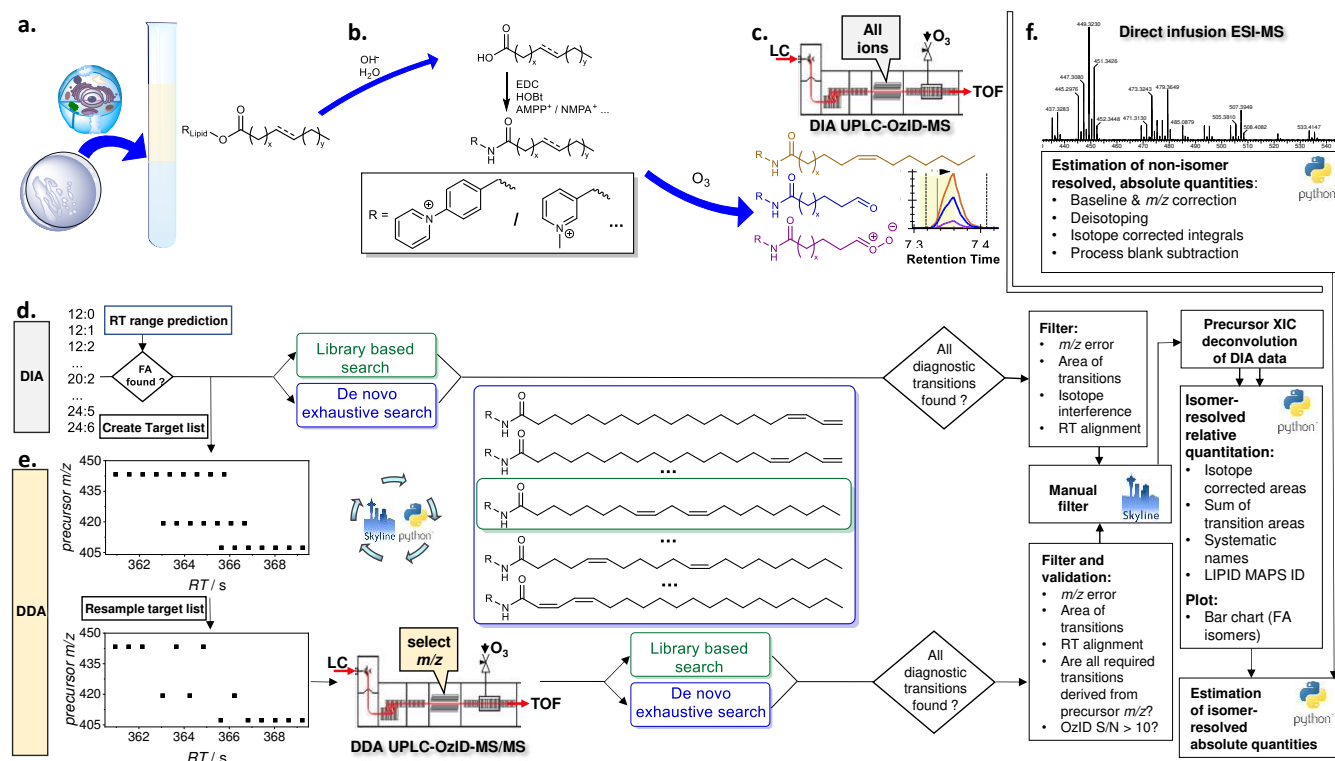 a.
R_Lipid
O
O
x
y
OH⁻
H₂O
b.
O
HO
x
y
EDC
HOBt
AMPP⁺ / NMPA⁺ ...
O
R
N
H
x
y
R =
N⁺
/
N⁺
...
O₃
c.
LC
All
ions
O₃
TOF
DIA UPLC-OzID-MS
R
N
H
O
x
R
N
H
O
x
O
R
N
H
O
x
O
O
7.3
7.4
Retention Time
f.
Direct infusion ESI-MS
449.3230
451.3426
447.3080
445.2976
437.3283
452.3448
473.3243
479.3649
471.3130
485.0879
507.3949
505.3810
508.4082
533.4147
440
450
460
470
480
490
500
510
520
530
Estimation of non-isomer
resolved, absolute quantities:
• Baseline & m/z correction
• Deisotoping
• Isotope corrected integrals
• Process blank subtraction
python
d.
DIA
12:0
12:1
12:2
...
20:2
...
24:5
24:6
RT range prediction
FA
found ?
Create Target list
Library based
search
De novo
exhaustive search
All
diagnostic
transitions
found ?
Filter:
• m/z error
• Area of
transitions
• Isotope
interference
• RT alignment
Manual
filter
Skyline
Precursor XIC
deconvolution
of DIA data
Isomer-
resolved
relative
quantitation:
• Isotope
corrected areas
• Sum of
transition areas
• Systematic
names
• LIPID MAPS ID
Plot:
• Bar chart (FA
isomers)
python
Estimation
of isomer-
resolved
absolute quantities
python
e.
DDA
precursor m/z
450
435
420
405
362
364
366
368
RT / s
Resample target list
precursor m/z
450
435
420
405
362
364
366
368
RT / s
Skyline
python
R
N
H
O
R
N
H
O
...
R
N
H
O
...
R
N
H
O
...
R
N
H
O
LC
select
m/z
O₃
TOF
DDA UPLC-OzID-MS/MS
Library based
search
De novo
exhaustive search
All
diagnostic
transitions
found ?
Filter and
validation:
• m/z error
• Area of
transitions
• RT alignment
• Are all required
transitions
derived from
precursor m/z?
• OzID S/N > 10?